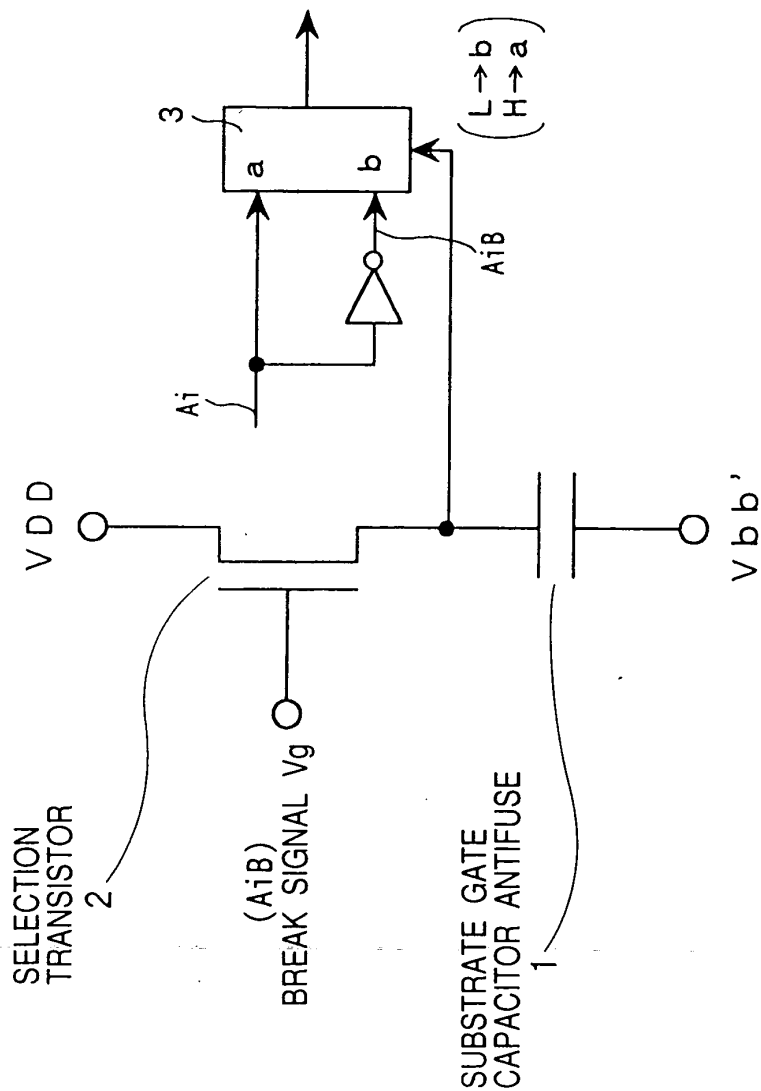 SELECTION
TRANSISTOR
2
VDD
Ai
3
a
b
AiB
(L→b
H→a)
(AiB)
BREAK SIGNAL Vg
SUBSTRATE GATE
CAPACITOR ANTIFUSE
1
Vbb'